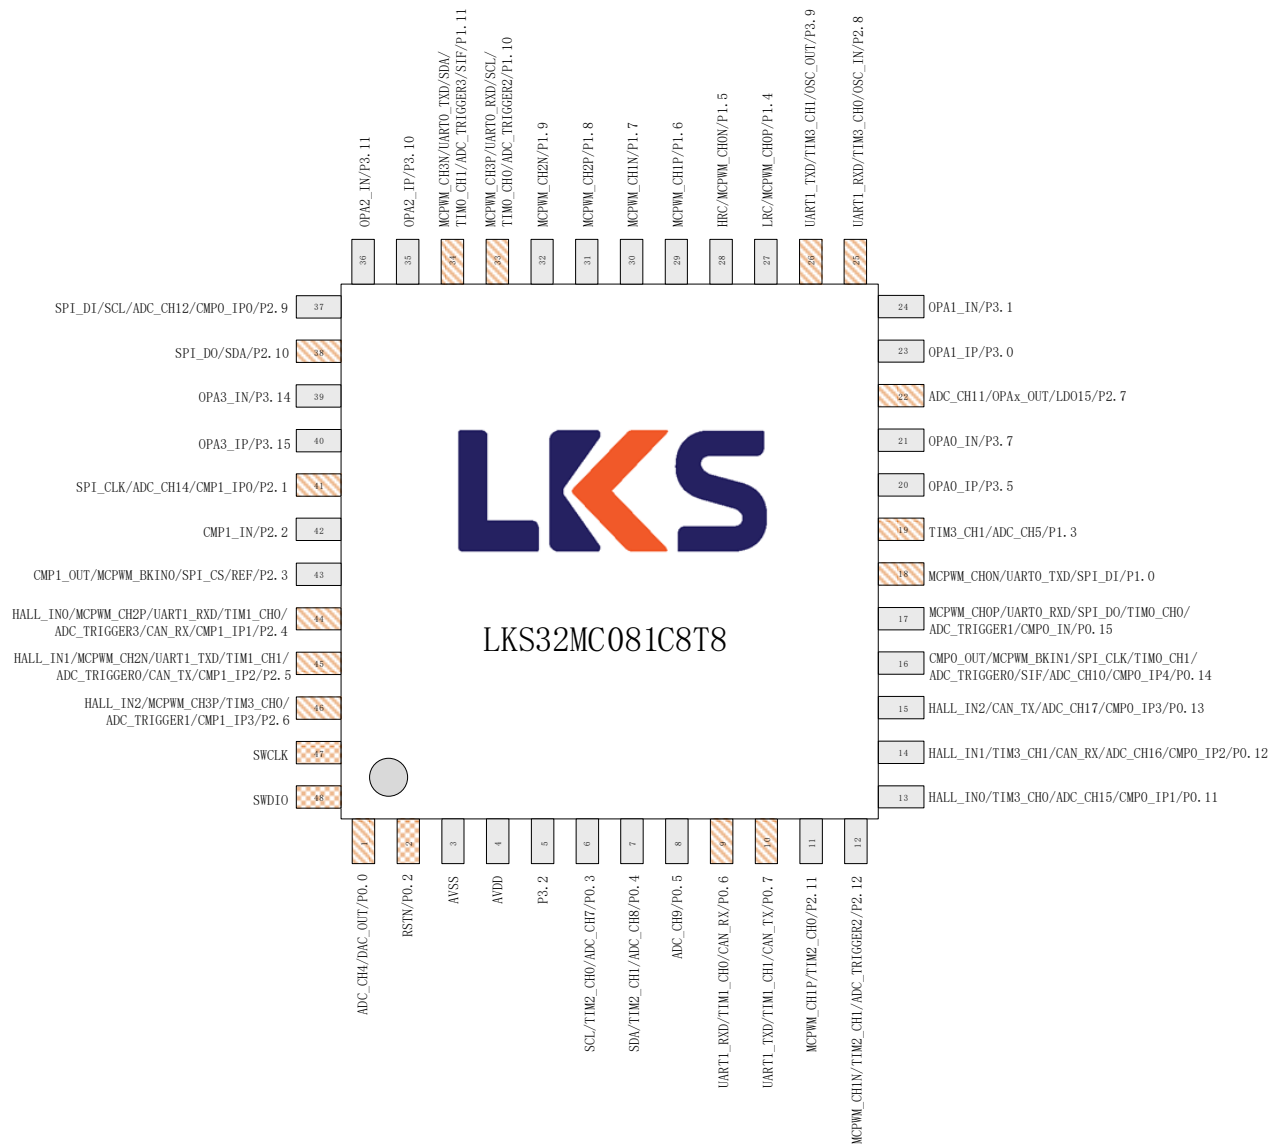 OPA2_IN/P3.11
OPA2_IP/P3.10
MCPWM_CH3N/UART0_TXD/SDA/
TIM0_CH1/ADC_TRIGGER3/SIF/P1.11
MCPWM_CH3P/UART0_RXD/SCL/
TIM0_CH0/ADC_TRIGGER2/P1.10
MCPWM_CH2N/P1.9
MCPWM_CH2P/P1.8
MCPWM_CH1N/P1.7
MCPWM_CH1P/P1.6
HRC/MCPWM_CH0N/P1.5
LRC/MCPWM_CH0P/P1.4
UART1_TXD/TIM3_CH1/OSC_OUT/P3.9
UART1_RXD/TIM3_CH0/OSC_IN/P2.8
36
35
34
33
32
31
30
29
28
27
26
25
SPI_DI/SCL/ADC_CH12/CMP0_IP0/P2.9
37
SPI_DO/SDA/P2.10
38
OPA3_IN/P3.14
39
OPA3_IP/P3.15
40
SPI_CLK/ADC_CH14/CMP1_IP0/P2.1
41
CMP1_IN/P2.2
42
CMP1_OUT/MCPWM_BKIN0/SPI_CS/REF/P2.3
43
HALL_IN0/MCPWM_CH2P/UART1_RXD/TIM1_CH0/
ADC_TRIGGER3/CAN_RX/CMP1_IP1/P2.4
44
HALL_IN1/MCPWM_CH2N/UART1_TXD/TIM1_CH1/
ADC_TRIGGER0/CAN_TX/CMP1_IP2/P2.5
45
HALL_IN2/MCPWM_CH3P/TIM3_CH0/
ADC_TRIGGER1/CMP1_IP3/P2.6
46
SWCLK
47
SWDIO
48
LKS
LKS32MC081C8T8
24
OPA1_IN/P3.1
23
OPA1_IP/P3.0
22
ADC_CH11/OPAx_OUT/LDO15/P2.7
21
OPA0_IN/P3.7
20
OPA0_IP/P3.5
19
TIM3_CH1/ADC_CH5/P1.3
18
MCPWM_CH0N/UART0_TXD/SPI_DI/P1.0
17
MCPWM_CH0P/UART0_RXD/SPI_DO/TIM0_CH0/
ADC_TRIGGER1/CMP0_IN/P0.15
16
CMP0_OUT/MCPWM_BKIN1/SPI_CLK/TIM0_CH1/
ADC_TRIGGER0/SIF/ADC_CH10/CMP0_IP4/P0.14
15
HALL_IN2/CAN_TX/ADC_CH17/CMP0_IP3/P0.13
14
HALL_IN1/TIM3_CH1/CAN_RX/ADC_CH16/CMP0_IP2/P0.12
13
HALL_IN0/TIM3_CH0/ADC_CH15/CMP0_IP1/P0.11
1
2
3
4
5
6
7
8
9
10
11
12
ADC_CH4/DAC_OUT/P0.0
RSTN/P0.2
AVSS
AVDD
P3.2
SCL/TIM2_CH0/ADC_CH7/P0.3
SDA/TIM2_CH1/ADC_CH8/P0.4
ADC_CH9/P0.5
UART1_RXD/TIM1_CH0/CAN_RX/P0.6
UART1_TXD/TIM1_CH1/CAN_TX/P0.7
MCPWM_CH1P/TIM2_CH0/P2.11
MCPWM_CH1N/TIM2_CH1/ADC_TRIGGER2/P2.12